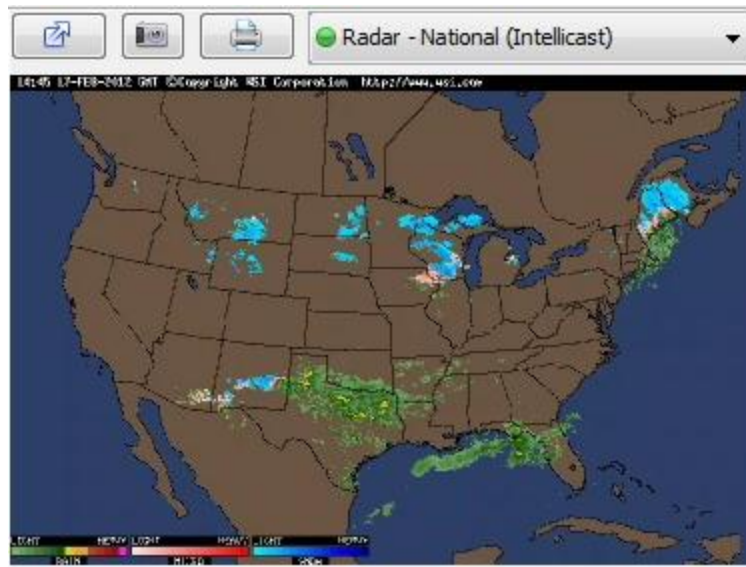 Radar - National (Intellicast)
14:45 17-FEB-2012 GMT ©Copyright WSI Corporation http://www.wsi.com
LIGHT HEAVY LIGHT HEAVY LIGHT HEAVY
RAIN MIXED SNOW